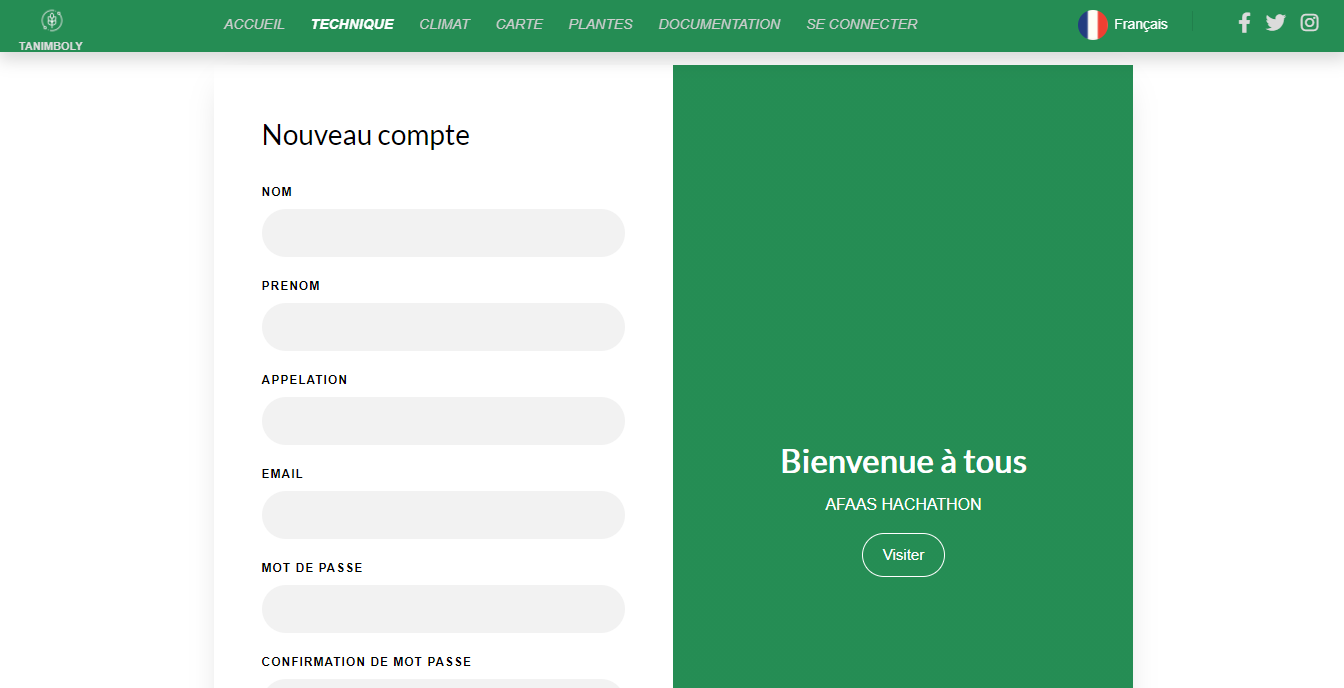 TANIMBOLY
ACCUEIL TECHNIQUE CLIMAT CARTE PLANTES DOCUMENTATION SE CONNECTER Français
Nouveau compte
NOM
PRENOM
APPELATION
EMAIL
MOT DE PASSE
CONFIRMATION DE MOT PASSE
Bienvenue à tous
AFAAS HACHATHON
Visiter